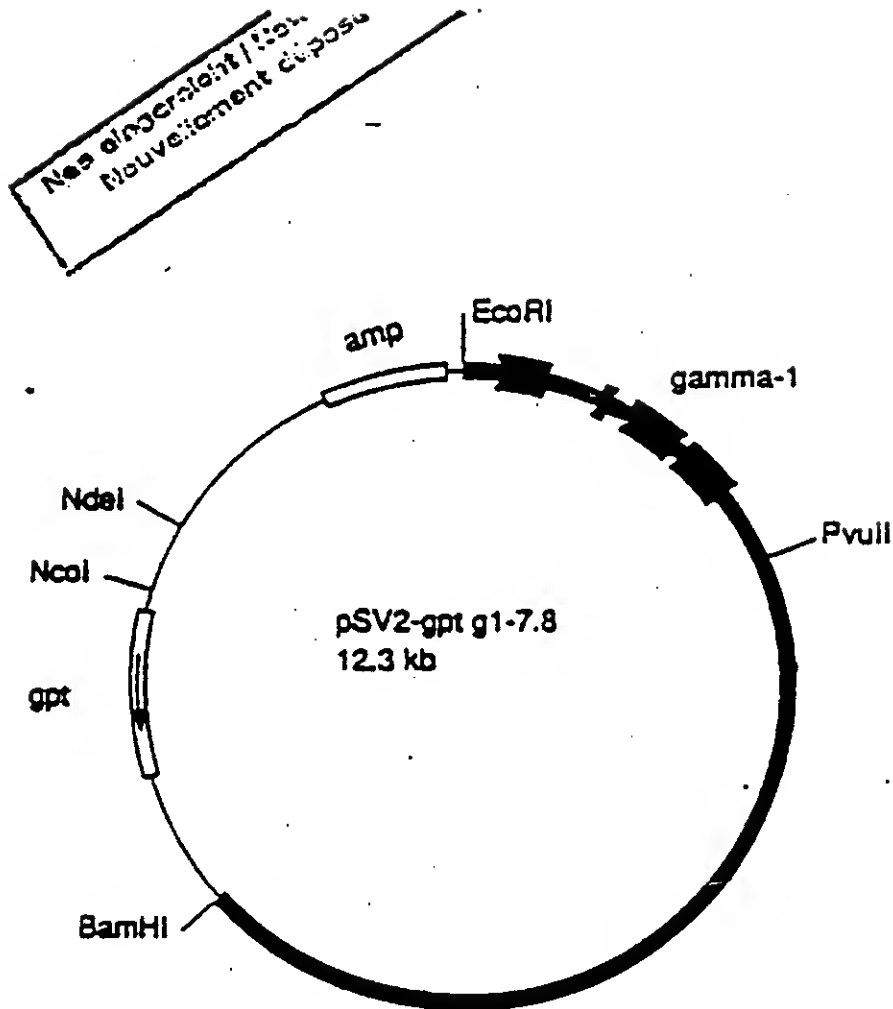 Nouvellement déposé
EcoRI
amp
gamma-1
NdeI
PvuII
NcoI
pSV2-gpt g1-7.8
12.3 kb
gpt
BamHI